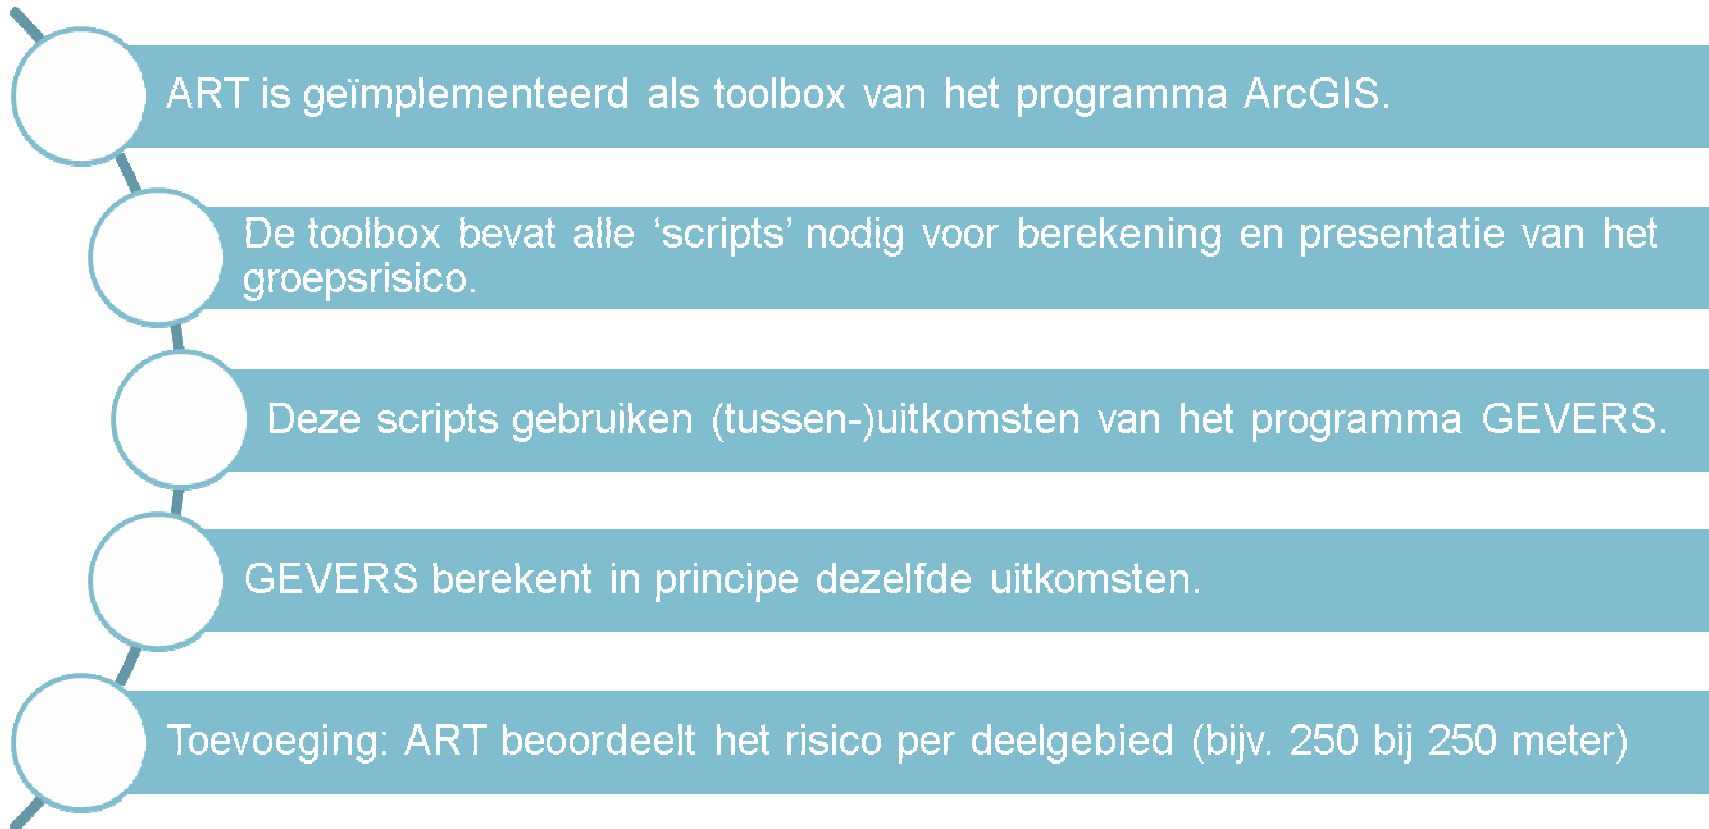 ART is geïmplementeerd als toolbox van het programma ArcGIS.
De toolbox bevat alle ‘scripts’ nodig voor berekening en presentatie van het
groepsrisico.
Deze scripts gebruiken (tussen-)uitkomsten van het programma GEVERS.
GEVERS berekent in principe dezelfde uitkomsten.
Toevoeging: ART beoordeelt het risico per deelgebied (bijv. 250 bij 250 meter)